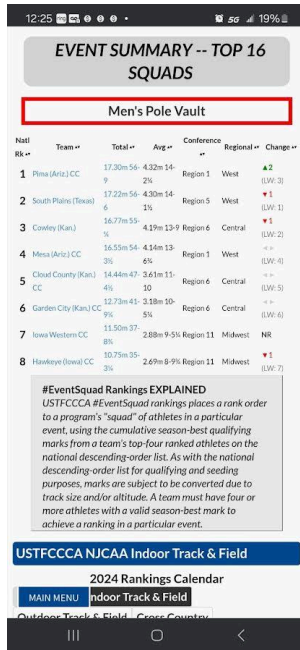 12:25
5G 19%
EVENT SUMMARY -- TOP 16
SQUADS
Men's Pole Vault
Natl Rk Team Total Avg Conference Regional Change
1 Pima (Ariz.) CC 17.30m 56-9 4.32m 14-2¼ Region 1 West ▲2 (LW: 3)
2 South Plains (Texas) 17.22m 56-6 4.30m 14-1½ Region 5 West ▼1 (LW: 1)
3 Cowley (Kan.) 16.77m 55-¼ 4.19m 13-9 Region 6 Central ▼1 (LW: 2)
4 Mesa (Ariz.) CC 16.55m 54-3½ 4.14m 13-6¾ Region 1 West (LW: 4)
5 Cloud County (Kan.) CC 14.44m 47-4½ 3.61m 11-10 Region 6 Central (LW: 5)
6 Garden City (Kan.) CC 12.73m 41-9¼ 3.18m 10-5¼ Region 6 Central (LW: 6)
7 Iowa Western CC 11.50m 37-8¾ 2.88m 9-5¼ Region 11 Midwest NR
8 Hawkeye (Iowa) CC 10.75m 35-3¼ 2.69m 8-9¾ Region 11 Midwest ▼1 (LW: 7)
#EventSquad Rankings EXPLAINED
USTFCCCA #EventSquad rankings places a rank order
to a program's "squad" of athletes in a particular
event, using the cumulative season-best qualifying
marks from a team's top-four ranked athletes on the
national descending-order list. As with the national
descending-order list for qualifying and seeding
purposes, marks are subject to be converted due to
track size and/or altitude. A team must have four or
more athletes with a valid season-best mark to
achieve a ranking in a particular event.
USTFCCCA NJCAA Indoor Track & Field
2024 Rankings Calendar
MAIN MENU ndoor Track & Field
Outdoor Track & Field Cross Country